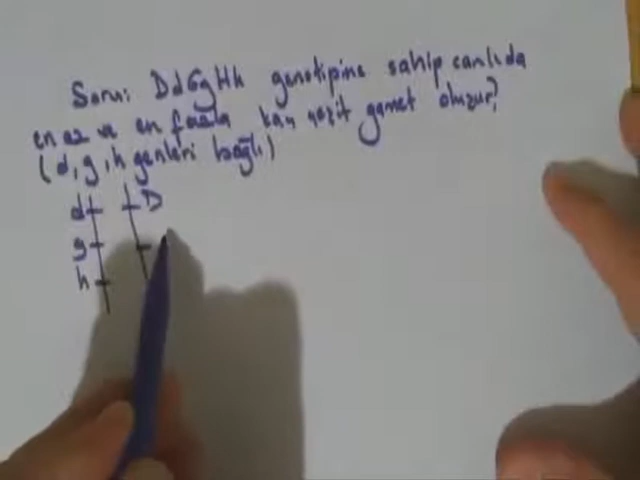 Soru: DdGgHh genotipine sahip canlıda
en az ve en fazla kaç çeşit gamet oluşur?
(d, g, h genleri bağlı)
d D
g
h